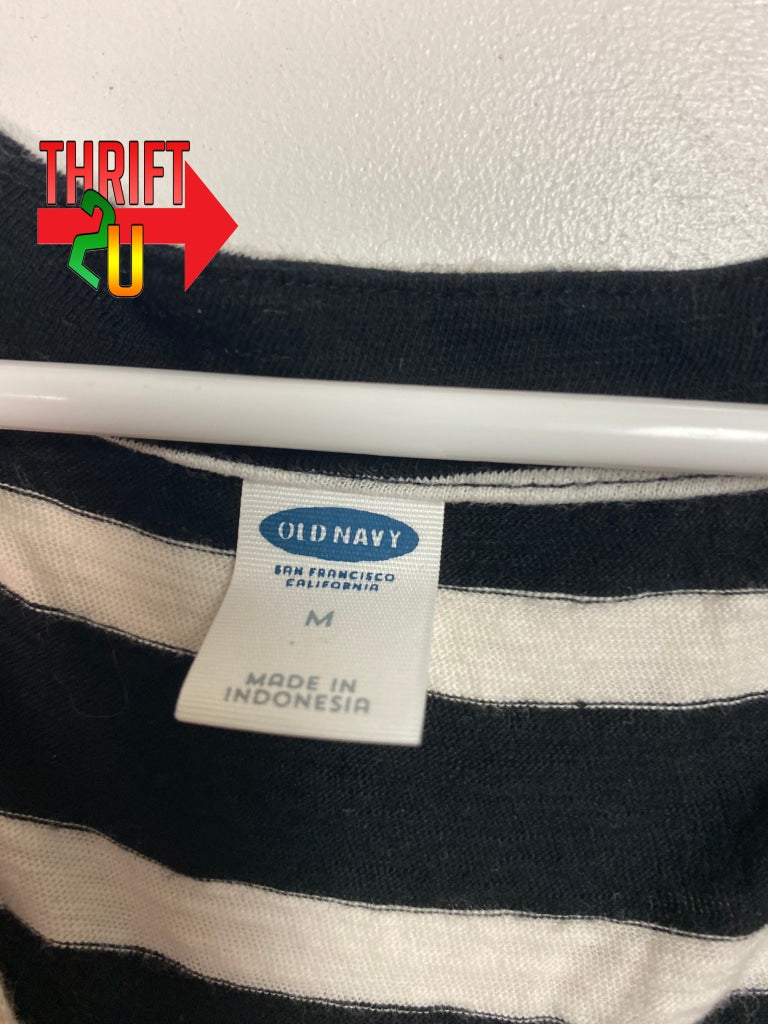 THRIFT
2U
OLD NAVY
SAN FRANCISCO
CALIFORNIA
M
MADE IN
INDONESIA